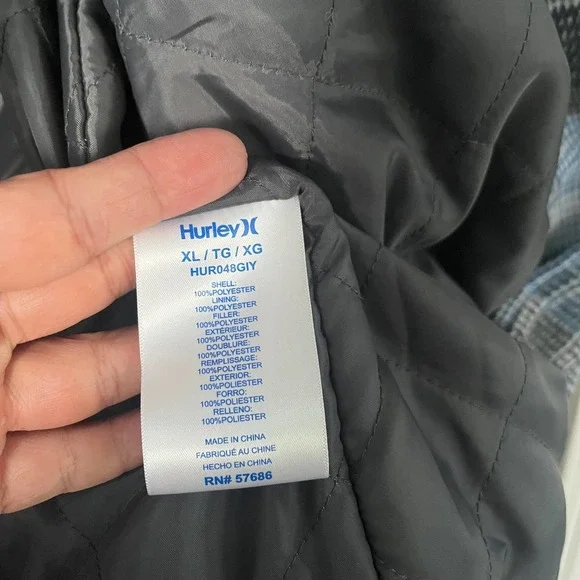 Hurley
XL / TG / XG
HUR048GIY
SHELL:
100%POLYESTER
LINING:
100%POLYESTER
FILLER:
100%POLYESTER
EXTÉRIEUR:
100%POLYESTER
DOUBLURE:
100%POLYESTER
REMPLISSAGE:
100%POLYESTER
EXTERIOR:
100%POLIESTER
FORRO:
100%POLIESTER
RELLENO:
100%POLIESTER
MADE IN CHINA
FABRIQUÉ AU CHINE
HECHO EN CHINA
RN# 57686